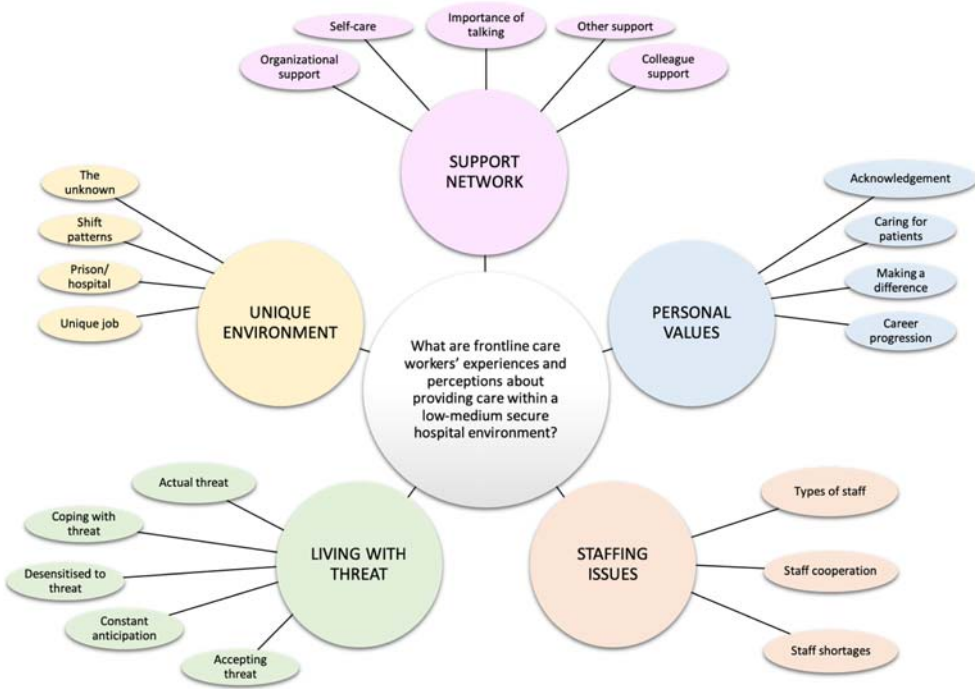 Self-care
Importance of
talking
Other support
Organizational
support
Colleague
support
SUPPORT
NETWORK
The
unknown
Shift
patterns
Prison/
hospital
Unique job
UNIQUE
ENVIRONMENT
Acknowledgement
Caring for
patients
Making a
difference
Career
progression
PERSONAL
VALUES
What are frontline care
workers’ experiences and
perceptions about
providing care within a
low-medium secure
hospital environment?
Actual threat
Coping with
threat
Desensitised to
threat
Constant
anticipation
Accepting
threat
LIVING WITH
THREAT
STAFFING
ISSUES
Types of staff
Staff cooperation
Staff shortages